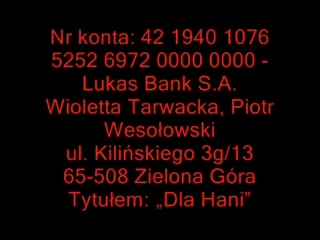 Nr konta: 42 1940 1076
5252 6972 0000 0000 -
Lukas Bank S.A.
Wioletta Tarwacka, Piotr
Wesołowski
ul. Kilińskiego 3g/13
65-508 Zielona Góra
Tytułem: „Dla Hani”